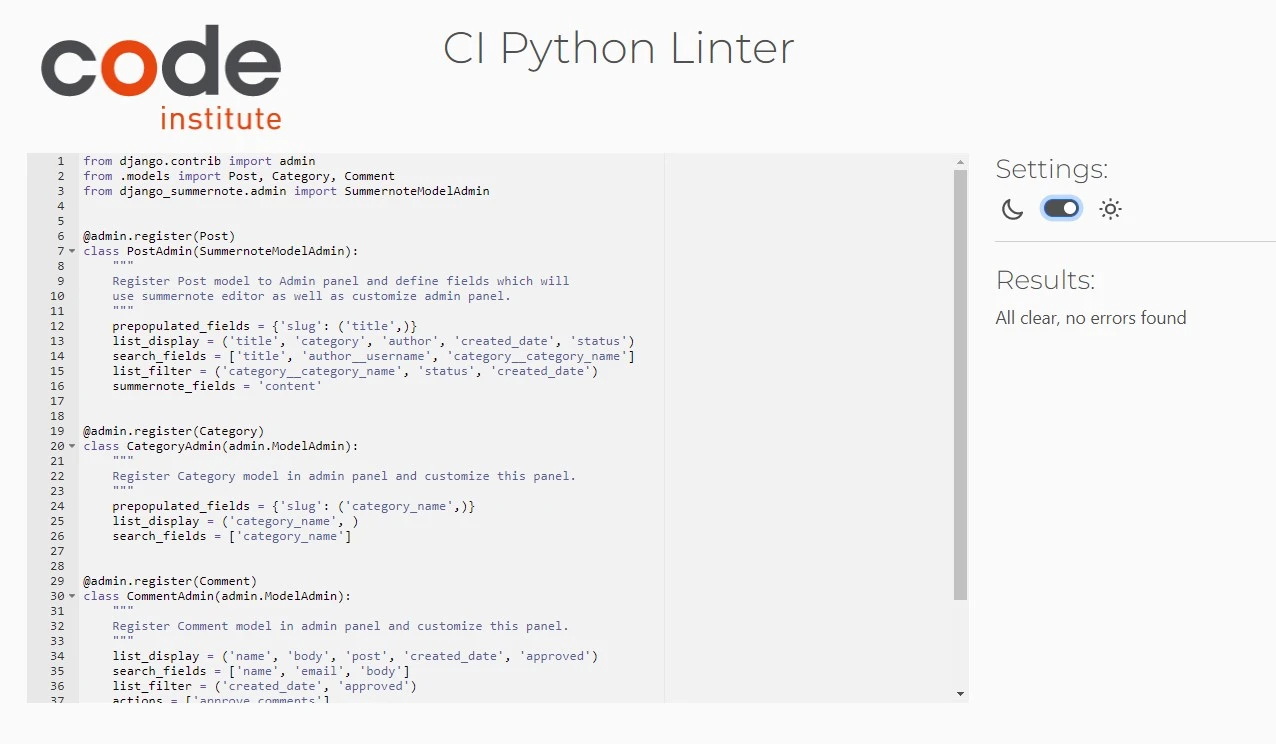 code
institute
CI Python Linter
1 from django.contrib import admin
2 from .models import Post, Category, Comment
3 from django_summernote.admin import SummernoteModelAdmin
4
5
6 @admin.register(Post)
7 class PostAdmin(SummernoteModelAdmin):
8     """
9     Register Post model to Admin panel and define fields which will
10     use summernote editor as well as customize admin panel.
11     """
12     prepopulated_fields = {'slug': ('title',)}
13     list_display = ('title', 'category', 'author', 'created_date', 'status')
14     search_fields = ['title', 'author__username', 'category__category_name']
15     list_filter = ('category__category_name', 'status', 'created_date')
16     summernote_fields = 'content'
17
18
19 @admin.register(Category)
20 class CategoryAdmin(admin.ModelAdmin):
21     """
22     Register Category model in admin panel and customize this panel.
23     """
24     prepopulated_fields = {'slug': ('category_name',)}
25     list_display = ('category_name', )
26     search_fields = ['category_name']
27
28
29 @admin.register(Comment)
30 class CommentAdmin(admin.ModelAdmin):
31     """
32     Register Comment model in admin panel and customize this panel.
33     """
34     list_display = ('name', 'body', 'post', 'created_date', 'approved')
35     search_fields = ['name', 'email', 'body']
36     list_filter = ('created_date', 'approved')
37     actions = ['approve_comments']
Settings:
Results:
All clear, no errors found